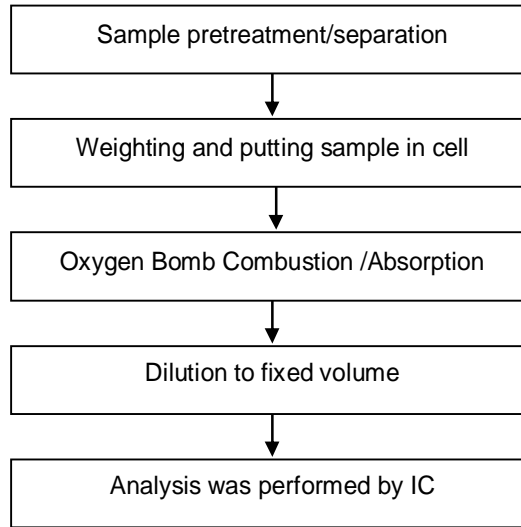 Sample pretreatment/separation
Weighting and putting sample in cell
Oxygen Bomb Combustion /Absorption
Dilution to fixed volume
Analysis was performed by IC